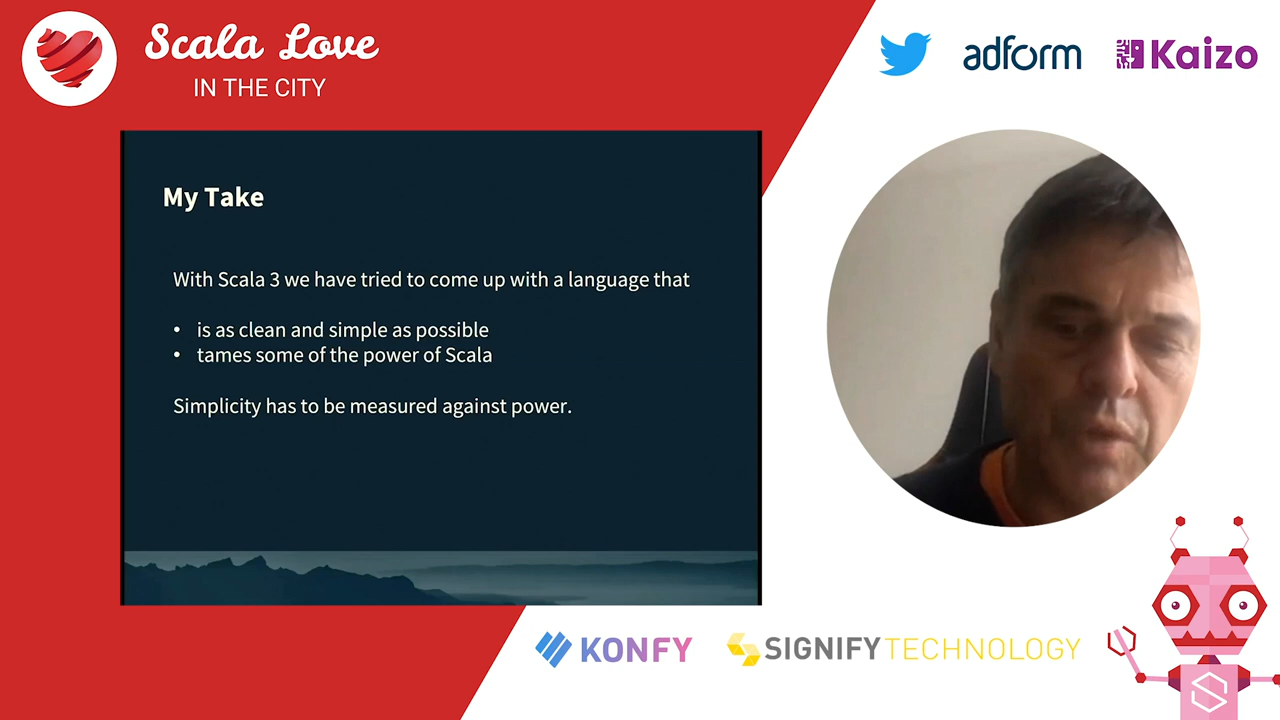 Scala Love
IN THE CITY
adform
Kaizo
My Take
With Scala 3 we have tried to come up with a language that
• is as clean and simple as possible
• tames some of the power of Scala
Simplicity has to be measured against power.
KONFY
SIGNIFYTECHNOLOGY